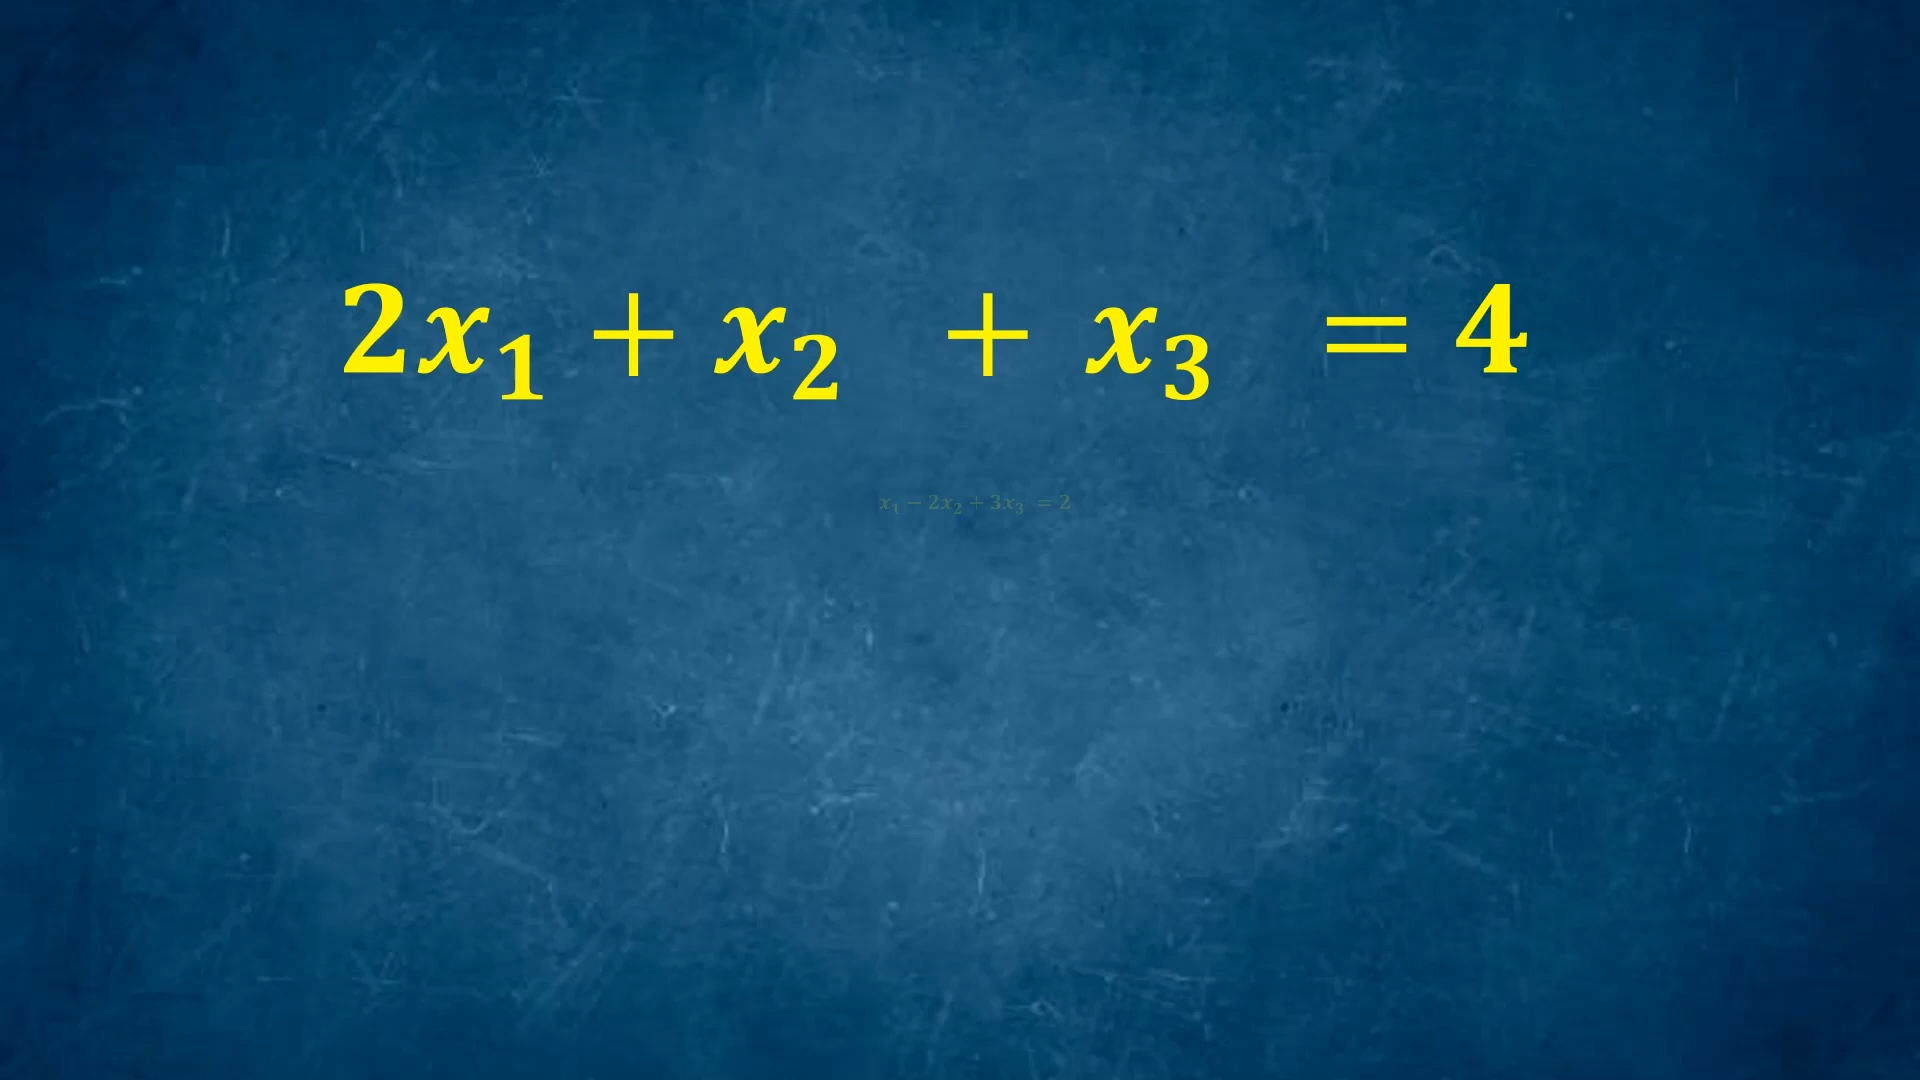 2x₁ + x₂ + x₃ = 4
x₁ − 2x₂ + 3x₃ = 2